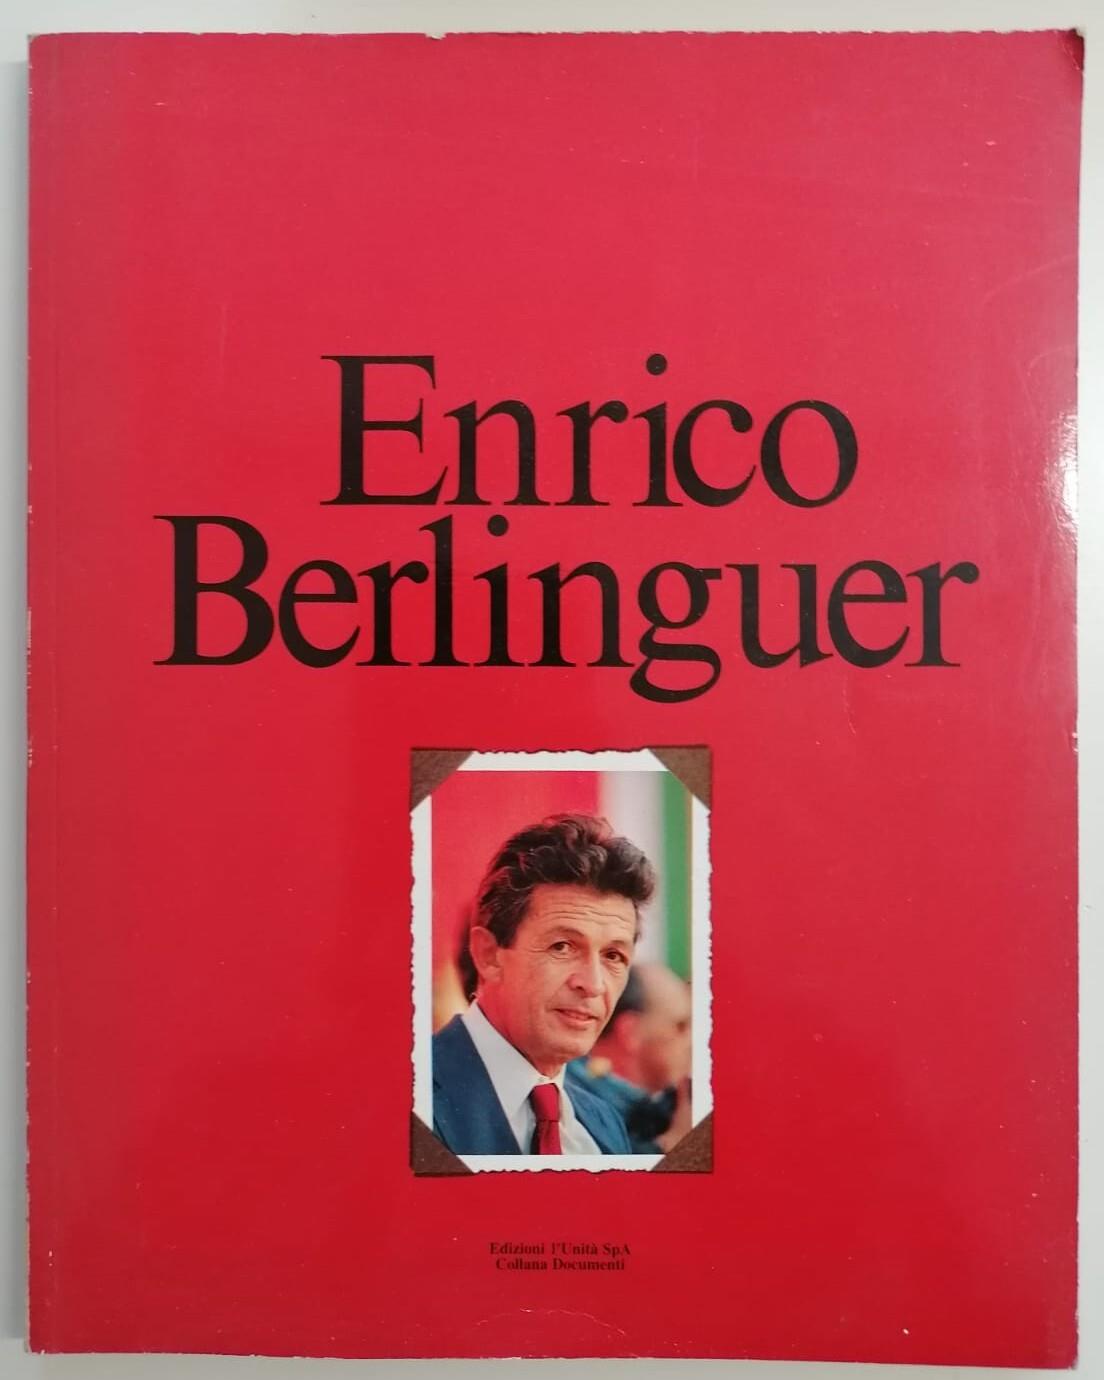 Enrico
Berlinguer
Edizioni l'Unità SpA
Collana Documenti